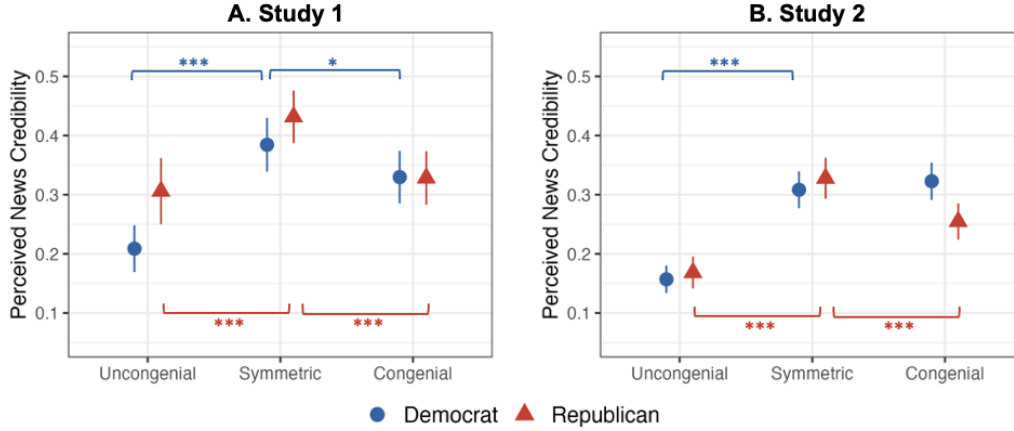 A. Study 1
Perceived News Credibility
0.5
0.4
0.3
0.2
0.1
***
*
***
***
Uncongenial Symmetric Congenial
B. Study 2
Perceived News Credibility
0.5
0.4
0.3
0.2
0.1
***
***
***
Uncongenial Symmetric Congenial
Democrat Republican